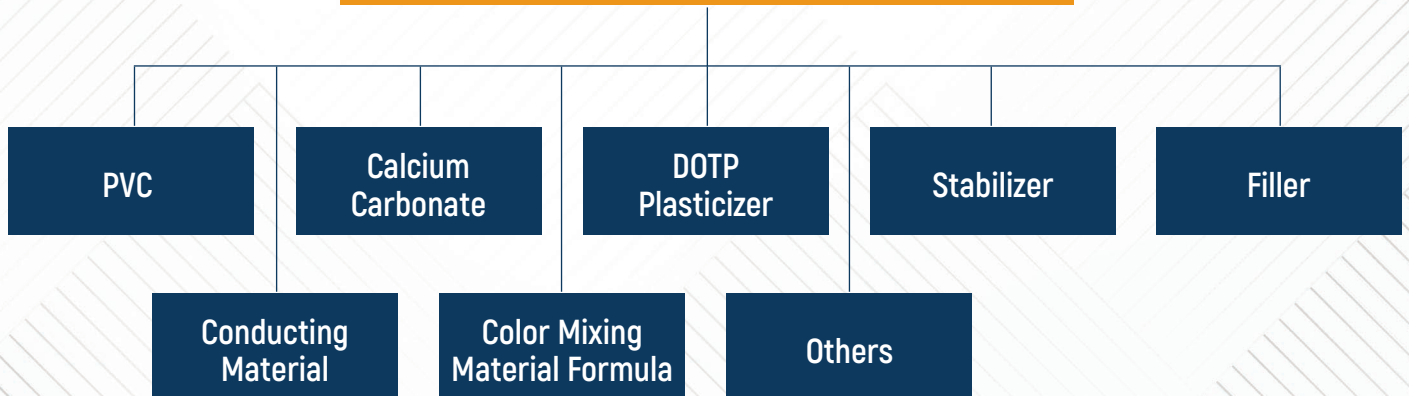 PVC
Calcium
Carbonate
DOTP
Plasticizer
Stabilizer
Filler
Conducting
Material
Color Mixing
Material Formula
Others